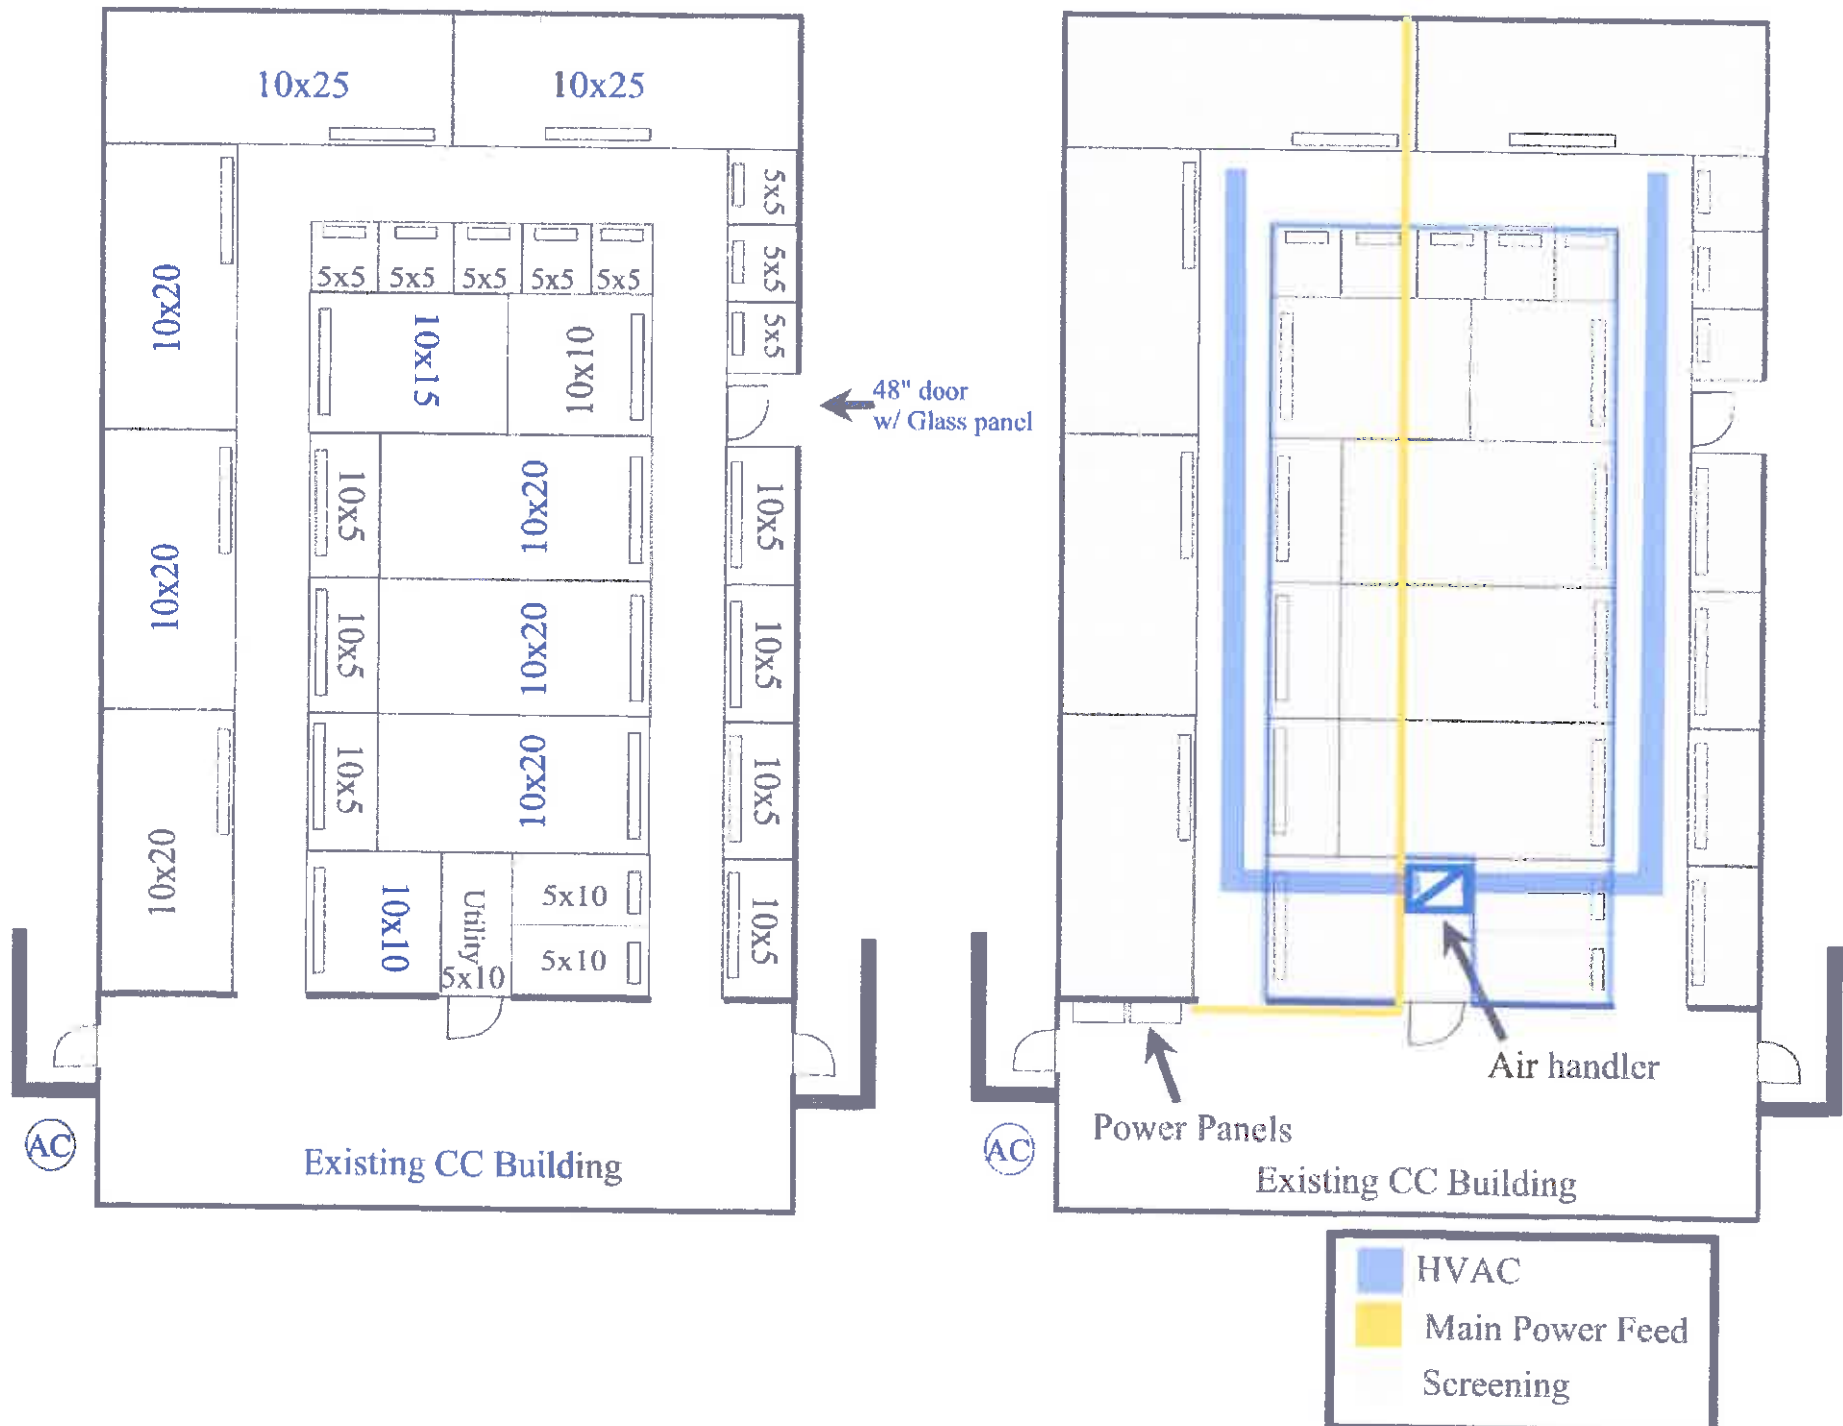 10x25
10x25
10x20
10x20
10x20
5x5
5x5
5x5
5x5
5x5
10x15
10x10
10x5
10x20
10x5
10x20
10x5
10x20
10x10
Utility
5x10
5x10
5x10
5x5
5x5
5x5
48" door
w/ Glass panel
10x5
10x5
10x5
10x5
AC
Existing CC Building
Air handler
Power Panels
AC
Existing CC Building
HVAC
Main Power Feed
Screening